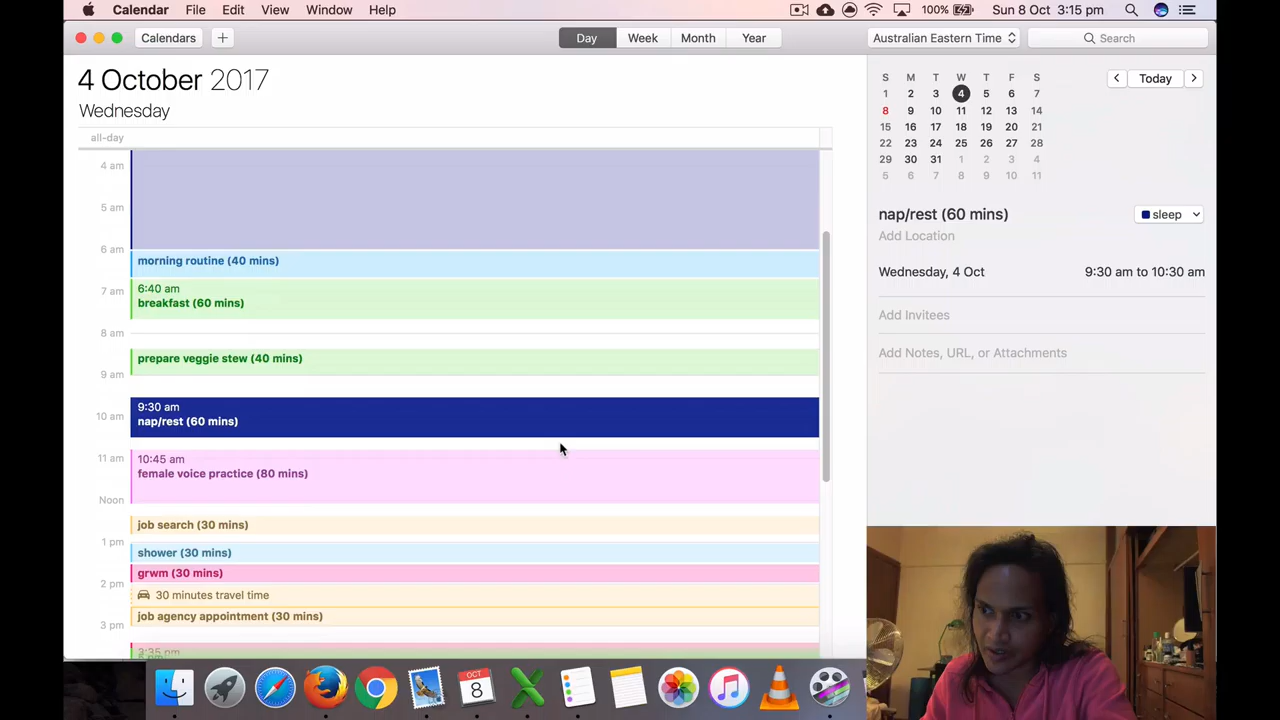 Calendar File Edit View Window Help 100% Sun 8 Oct 3:15 pm
Calendars + Day Week Month Year Australian Eastern Time Search
4 October 2017
Wednesday
all-day
4 am
5 am
6 am
morning routine (40 mins)
6:40 am
7 am
breakfast (60 mins)
8 am
prepare veggie stew (40 mins)
9 am
9:30 am
10 am
nap/rest (60 mins)
11 am
10:45 am
female voice practice (80 mins)
Noon
job search (30 mins)
1 pm
shower (30 mins)
grwm (30 mins)
2 pm
30 minutes travel time
job agency appointment (30 mins)
3 pm
3:35 pm
S M T W T F S
Today
1 2 3 4 5 6 7
8 9 10 11 12 13 14
15 16 17 18 19 20 21
22 23 24 25 26 27 28
29 30 31 1 2 3 4
5 6 7 8 9 10 11
nap/rest (60 mins) sleep
Add Location
Wednesday, 4 Oct 9:30 am to 10:30 am
Add Invitees
Add Notes, URL, or Attachments
OCT
8